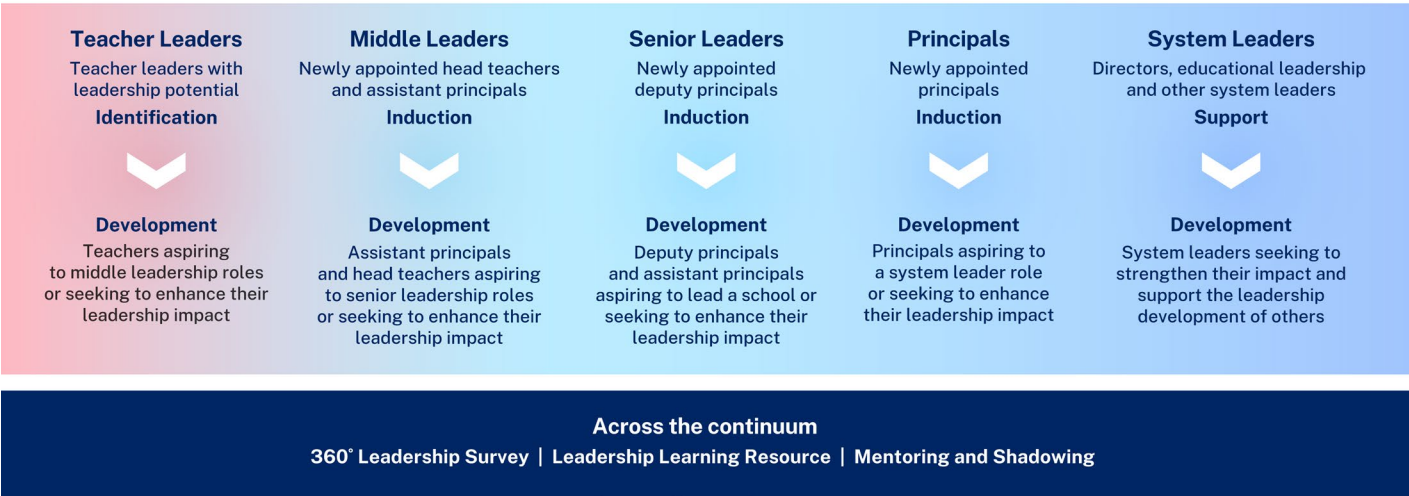 Teacher Leaders
Teacher leaders with
leadership potential
Identification
Development
Teachers aspiring
to middle leadership roles
or seeking to enhance their
leadership impact
Middle Leaders
Newly appointed head teachers
and assistant principals
Induction
Development
Assistant principals
and head teachers aspiring
to senior leadership roles
or seeking to enhance their
leadership impact
Senior Leaders
Newly appointed
deputy principals
Induction
Development
Deputy principals
and assistant principals
aspiring to lead a school or
seeking to enhance their
leadership impact
Principals
Newly appointed
principals
Induction
Development
Principals aspiring to
a system leader role
or seeking to enhance
their leadership impact
System Leaders
Directors, educational leadership
and other system leaders
Support
Development
System leaders seeking to
strengthen their impact and
support the leadership
development of others
Across the continuum
360° Leadership Survey | Leadership Learning Resource | Mentoring and Shadowing